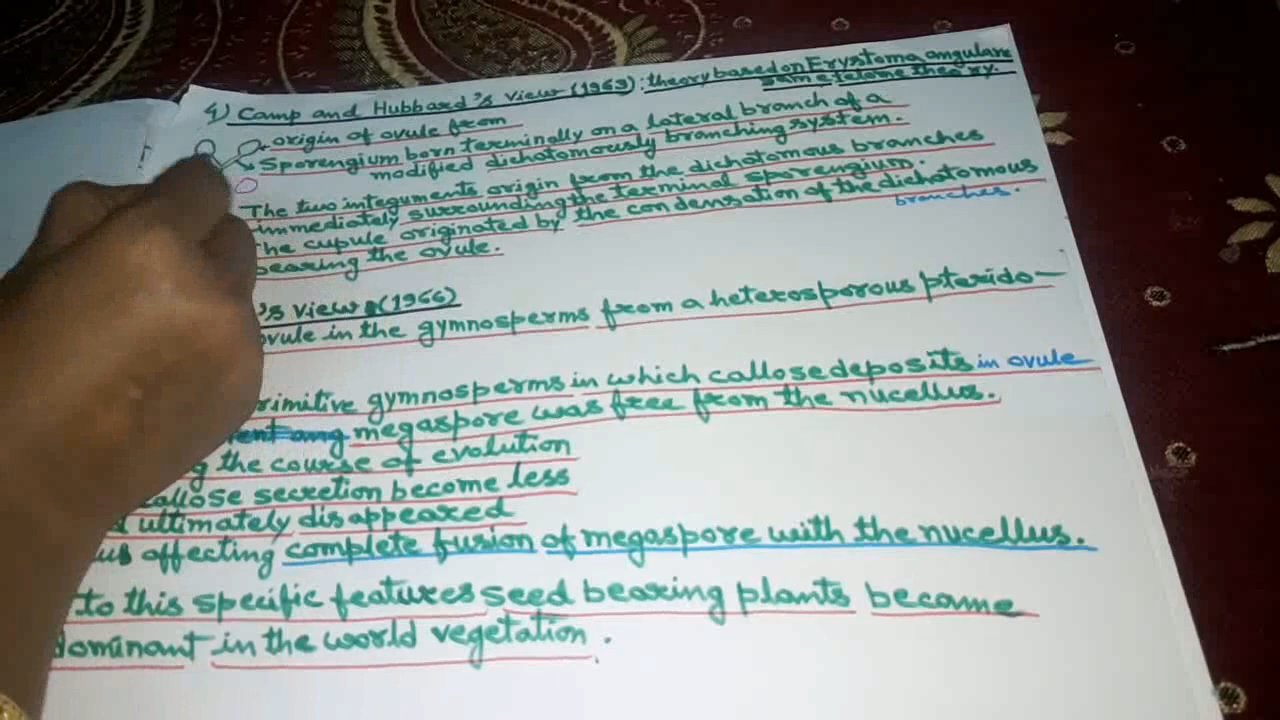 4) Camp and Hubbard's view (1963): theory based on Erystoma angulare
same telome theory.
origin of ovule from
Sporengium born terminally on a lateral branch of a
modified dichotomously branching system.
The two integuments origin from the dichotomous branches
immediately surrounding the terminal sporengium.
The cupule originated by the condensation of the dichotomous
branches.
bearing the ovule.
's view (1966)
ovule in the gymnosperms from a heterosporous pterido-
rimitive gymnosperms in which callose deposits in ovule
megaspore was free from the nucellus.
g the course of evolution
callose secretion become less
d ultimately disappeared
us affecting complete fusion of megaspore with the nucellus.
to this specific features seed bearing plants became
dominant in the world vegetation.